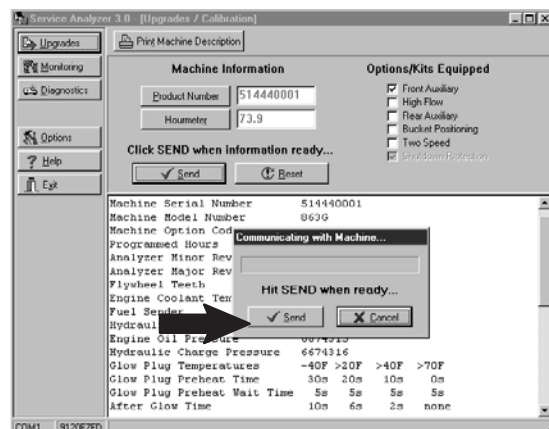 Service Analyzer 3.0 - [Upgrades / Calibration]
Upgrades
Print Machine Description
Monitoring
Diagnostics
Options
Help
Exit
Machine Information
Options/Kits Equipped
Product Number 514440001
Hourmeter 73.9
Front Auxiliary
High Flow
Rear Auxiliary
Bucket Positioning
Two Speed
Shutdown Protection
Click SEND when information ready...
Send Reset
Machine Serial Number 514440001
Machine Model Number 863G
Machine Option Cod
Programmed Hours
Analyzer Minor Rev
Analyzer Major Rev
Flywheel Teeth
Engine Coolant Tem
Fuel Sender
Hydraul
Engine Oil Pressure
Hydraulic Charge Pressure 6674316
Glow Plug Temperatures -40F >20F >40F >70F
Glow Plug Preheat Time 30s 20s 10s 0s
Glow Plug Preheat Wait Time 5s 5s 5s 5s
After Glow Time 10s 6s 2s none
Communicating with Machine...
Hit SEND when ready...
Send Cancel
COM1